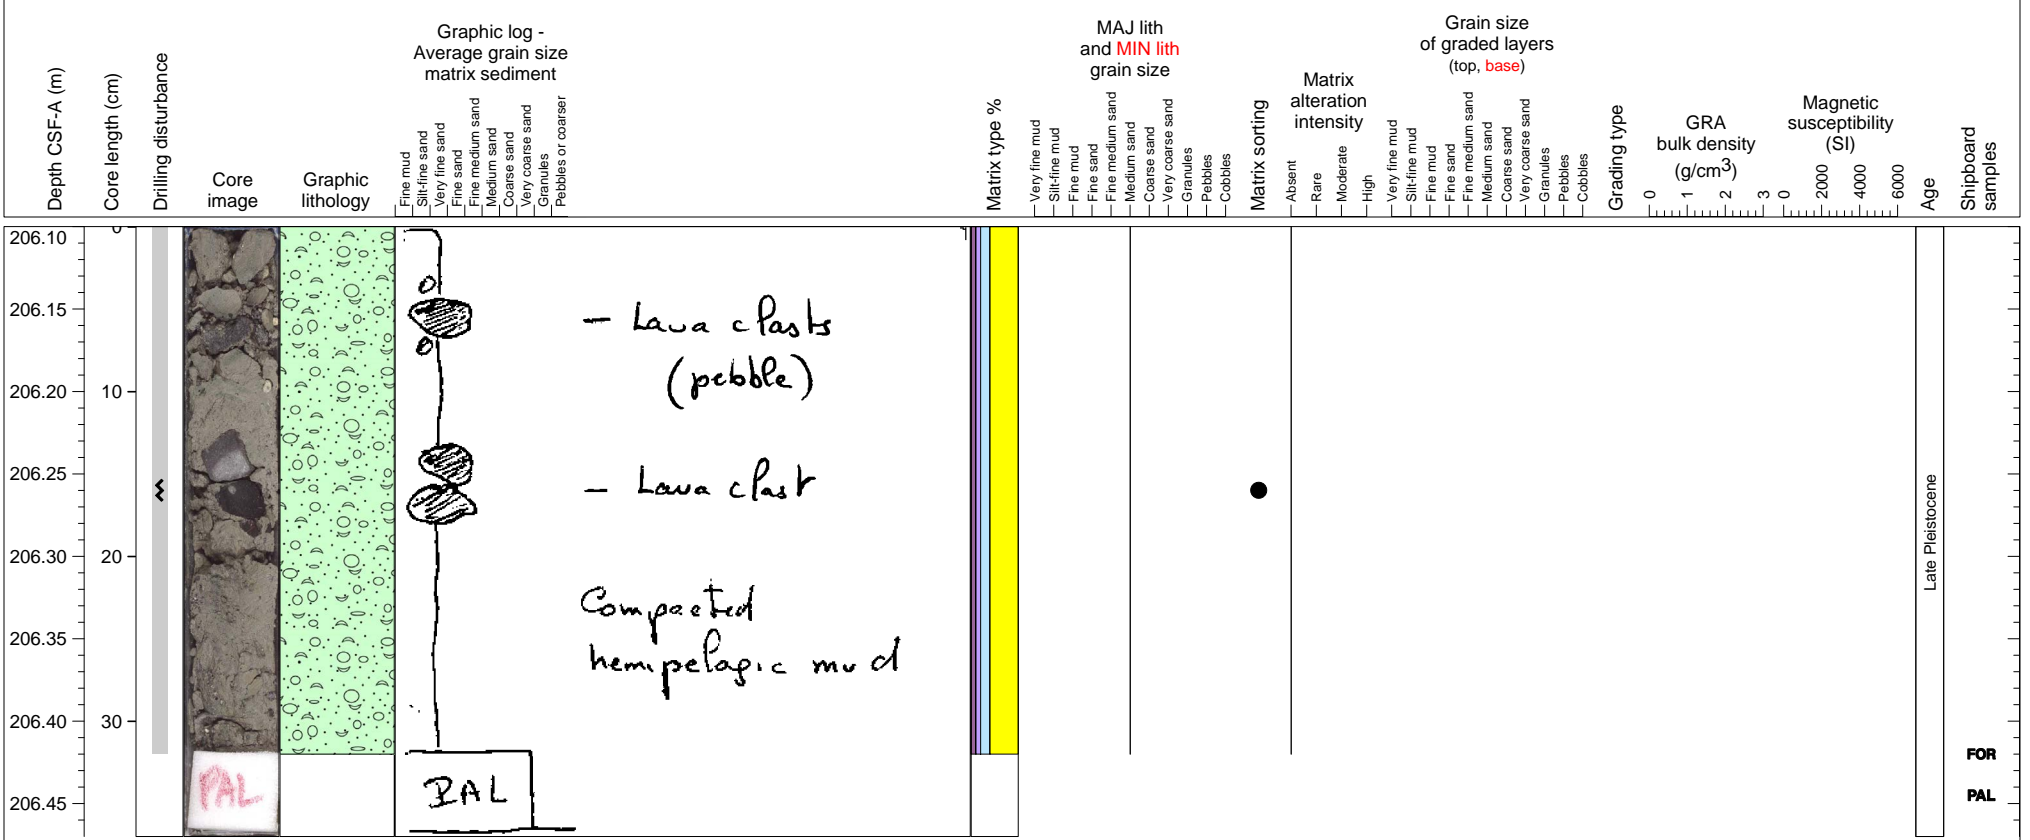 Depth CSF-A (m)
Core length (cm)
Drilling disturbance
Core
image
Graphic
lithology
Graphic log -
Average grain size
matrix sediment
Fine mud
Silt-fine sand
Very fine sand
Fine sand
Fine medium sand
Medium sand
Coarse sand
Very coarse sand
Granules
Pebbles or coarser
Matrix type %
MAJ lith
and MIN lith
grain size
Very fine mud
Silt-fine mud
Fine mud
Fine sand
Fine medium sand
Medium sand
Coarse sand
Very coarse sand
Granules
Pebbles
Cobbles
Matrix sorting
Matrix
alteration
intensity
Absent
Rare
Moderate
High
Grain size
of graded layers
(top, base)
Very fine mud
Silt-fine mud
Fine mud
Fine sand
Fine medium sand
Medium sand
Coarse sand
Very coarse sand
Granules
Pebbles
Cobbles
Grading type
GRA
bulk density
(g/cm3)
0 1 2 3
Magnetic
susceptibility
(SI)
0 2000 4000 6000
Age
Shipboard
samples
206.10 0
206.15
206.20 10
206.25
206.30 20
206.35
206.40 30
206.45
– Lava clasts
(pebble)
– Lava clast
Compacted
hemipelagic mud
PAL
PAL
Late Pleistocene
FOR
PAL